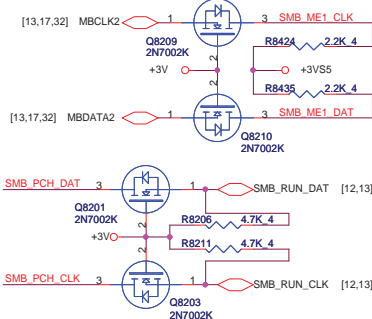 [13,17,32] MBCLK2 1 3 SMB_ME1_CLK
Q8209
2N7002K
2
R8424 2.2K_4
+3V +3VS5
R8435 2.2K_4
2
[13,17,32] MBDATA2 1 3 SMB_ME1_DAT
Q8210
2N7002K
SMB_PCH_DAT 3 1 SMB_RUN_DAT [12,13]
Q8201
2N7002K
2
R8206 4.7K_4
+3V
R8211 4.7K_4
2
SMB_PCH_CLK 3 1 SMB_RUN_CLK [12,13]
Q8203
2N7002K